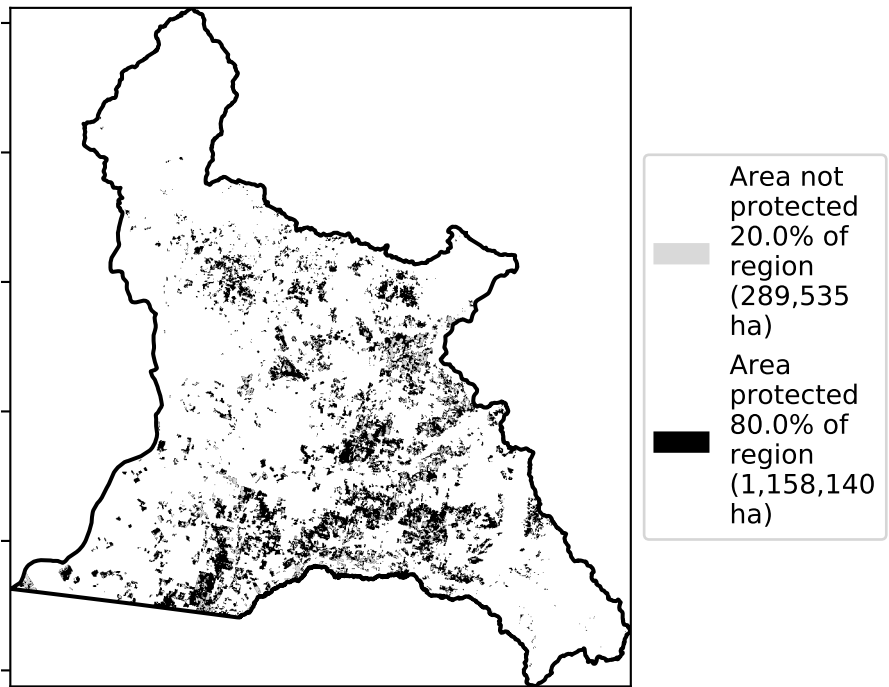 Area not
protected
20.0% of
region
(289,535
ha)
Area
protected
80.0% of
region
(1,158,140
ha)